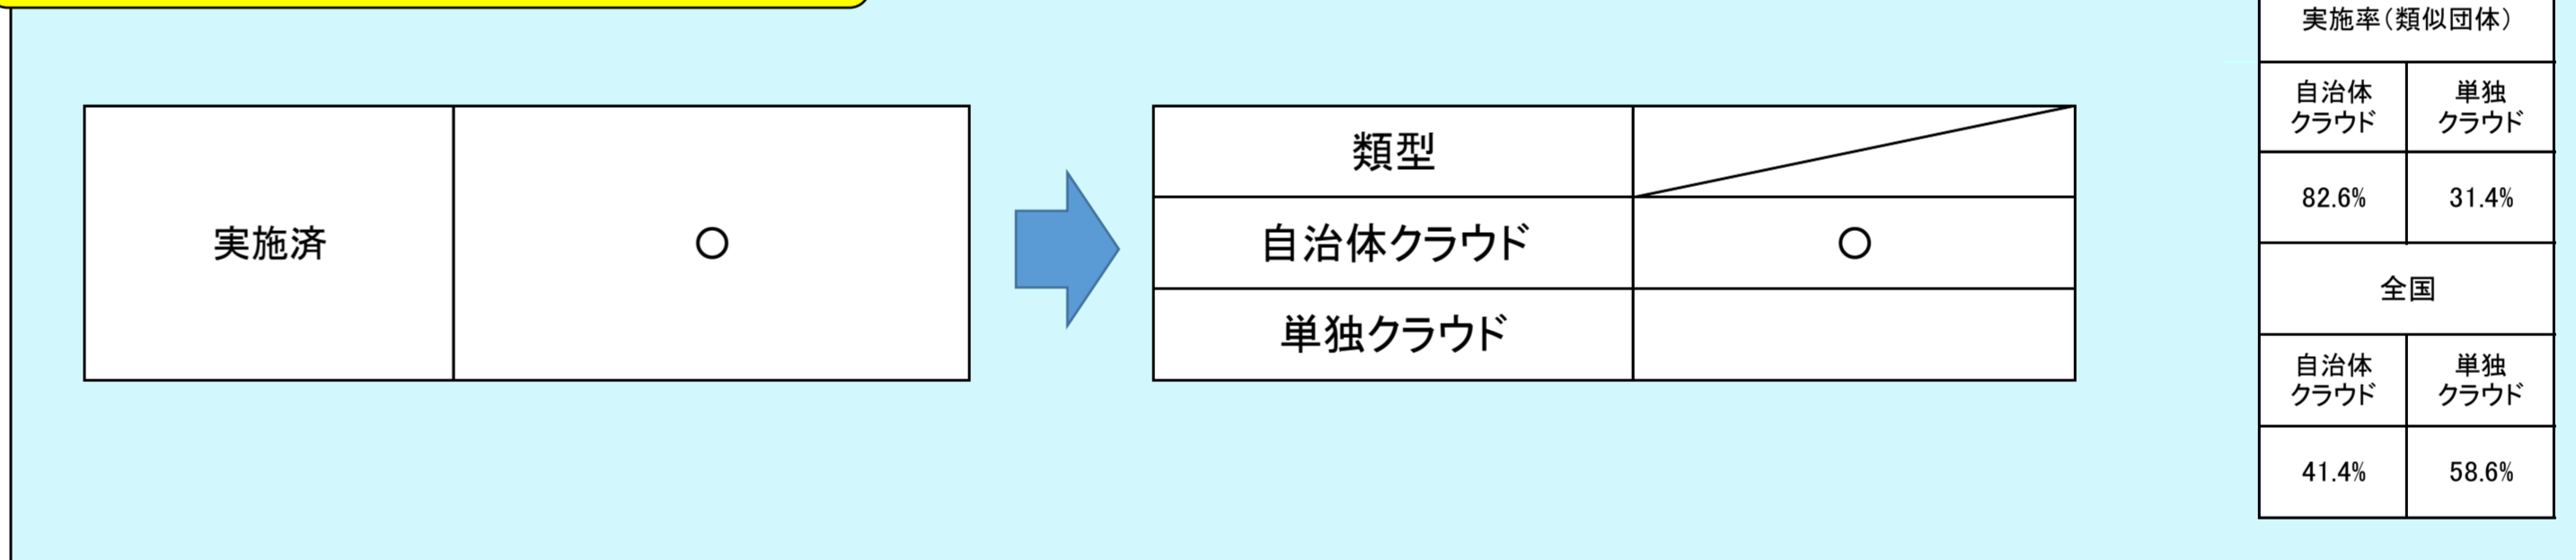 実施済
○
類型
自治体クラウド
○
単独クラウド
実施率(類似団体)
自治体
クラウド
単独
クラウド
82.6%
31.4%
全国
自治体
クラウド
単独
クラウド
41.4%
58.6%